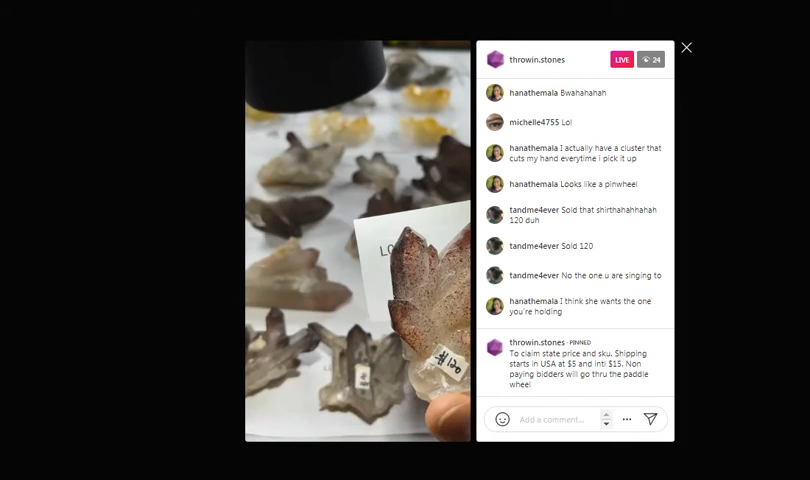 throwin.stones
LIVE
24
hanathemala Bwahahahah
michelle4755 Lol
hanathemala I actually have a cluster that
cuts my hand everytime i pick it up
hanathemala Looks like a pinwheel
tandme4ever Sold that shirthahahhahah
120 duh
tandme4ever Sold 120
tandme4ever No the one u are singing to
hanathemala I think she wants the one
you're holding
throwin.stones · PINNED
To claim state price and sku. Shipping
starts in USA at $5 and intl $15. Non
paying bidders will go thru the paddle
wheel
Add a comment...
LO
#120